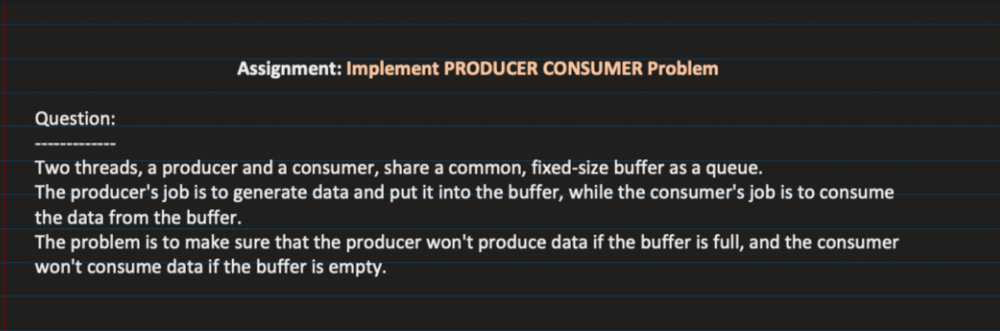 Assignment: Implement PRODUCER CONSUMER Problem
Question:
-------------
Two threads, a producer and a consumer, share a common, fixed-size buffer as a queue.
The producer's job is to generate data and put it into the buffer, while the consumer's job is to consume
the data from the buffer.
The problem is to make sure that the producer won't produce data if the buffer is full, and the consumer
won't consume data if the buffer is empty.